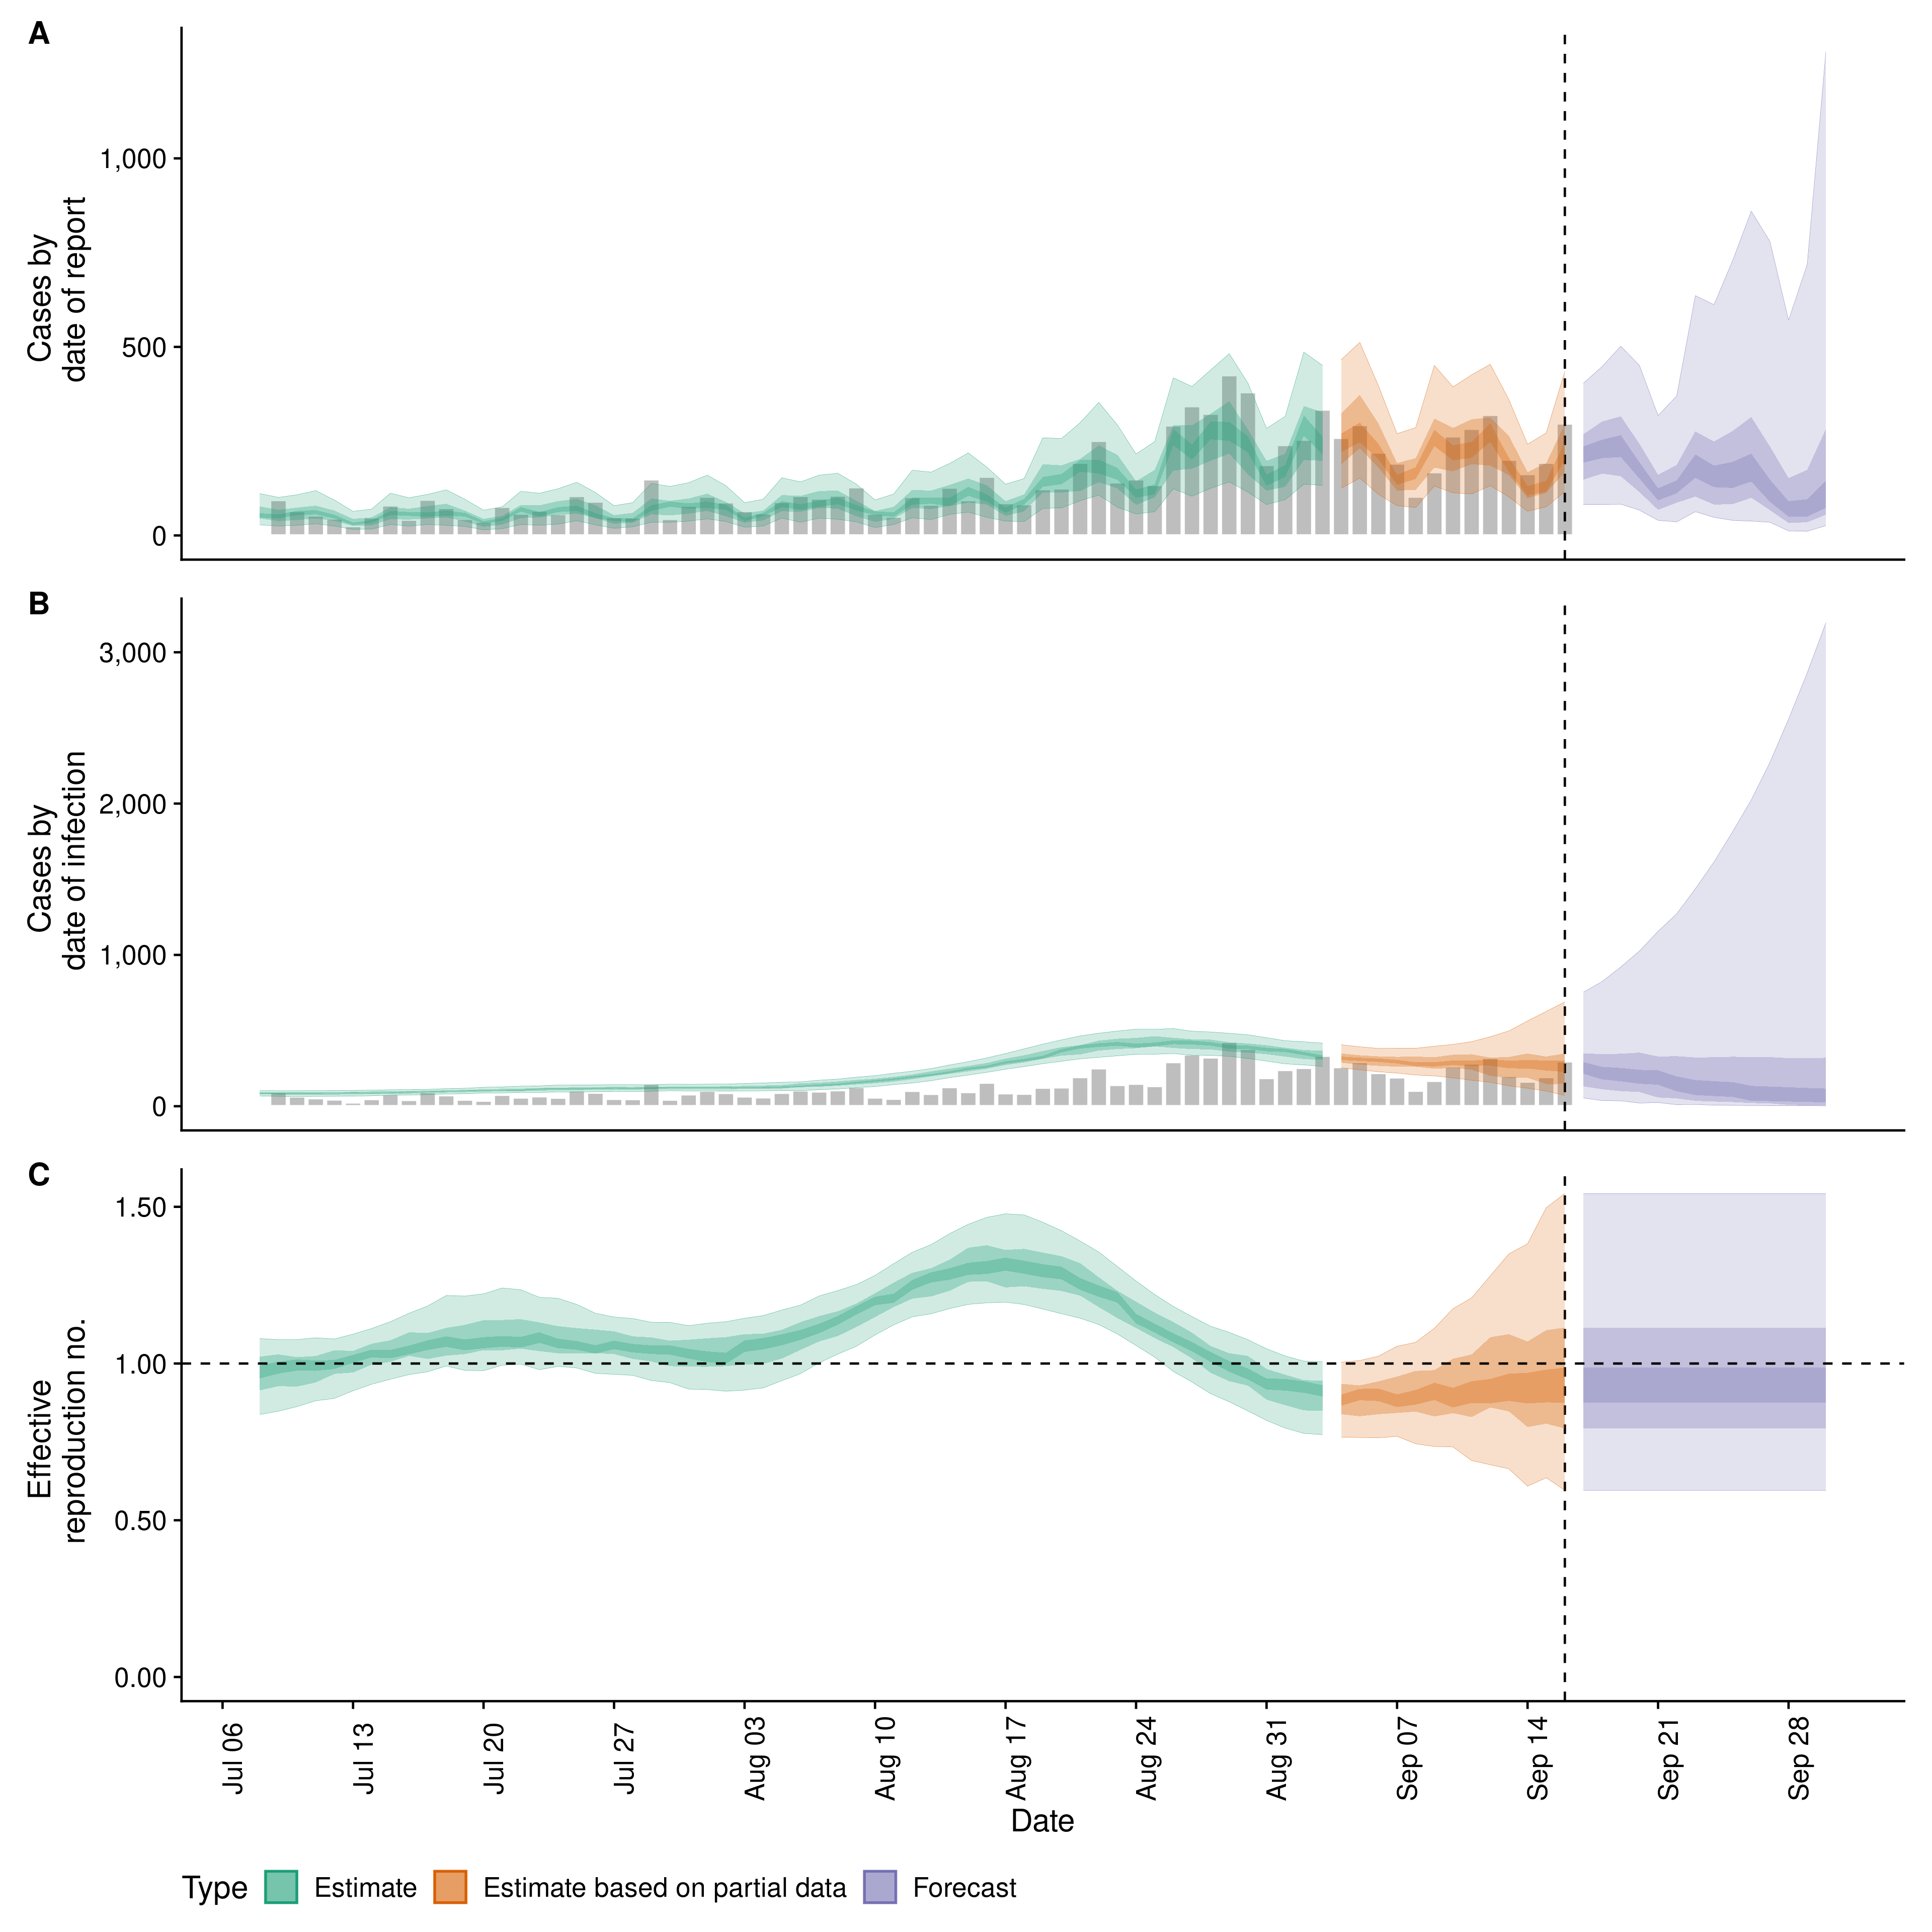 A
Cases by
date of report
1,000
500
0
B
Cases by
date of infection
3,000
2,000
1,000
0
C
Effective
reproduction no.
1.50
1.00
0.50
0.00
Jul 06
Jul 13
Jul 20
Jul 27
Aug 03
Aug 10
Aug 17
Aug 24
Aug 31
Sep 07
Sep 14
Sep 21
Sep 28
Date
Type
Estimate
Estimate based on partial data
Forecast